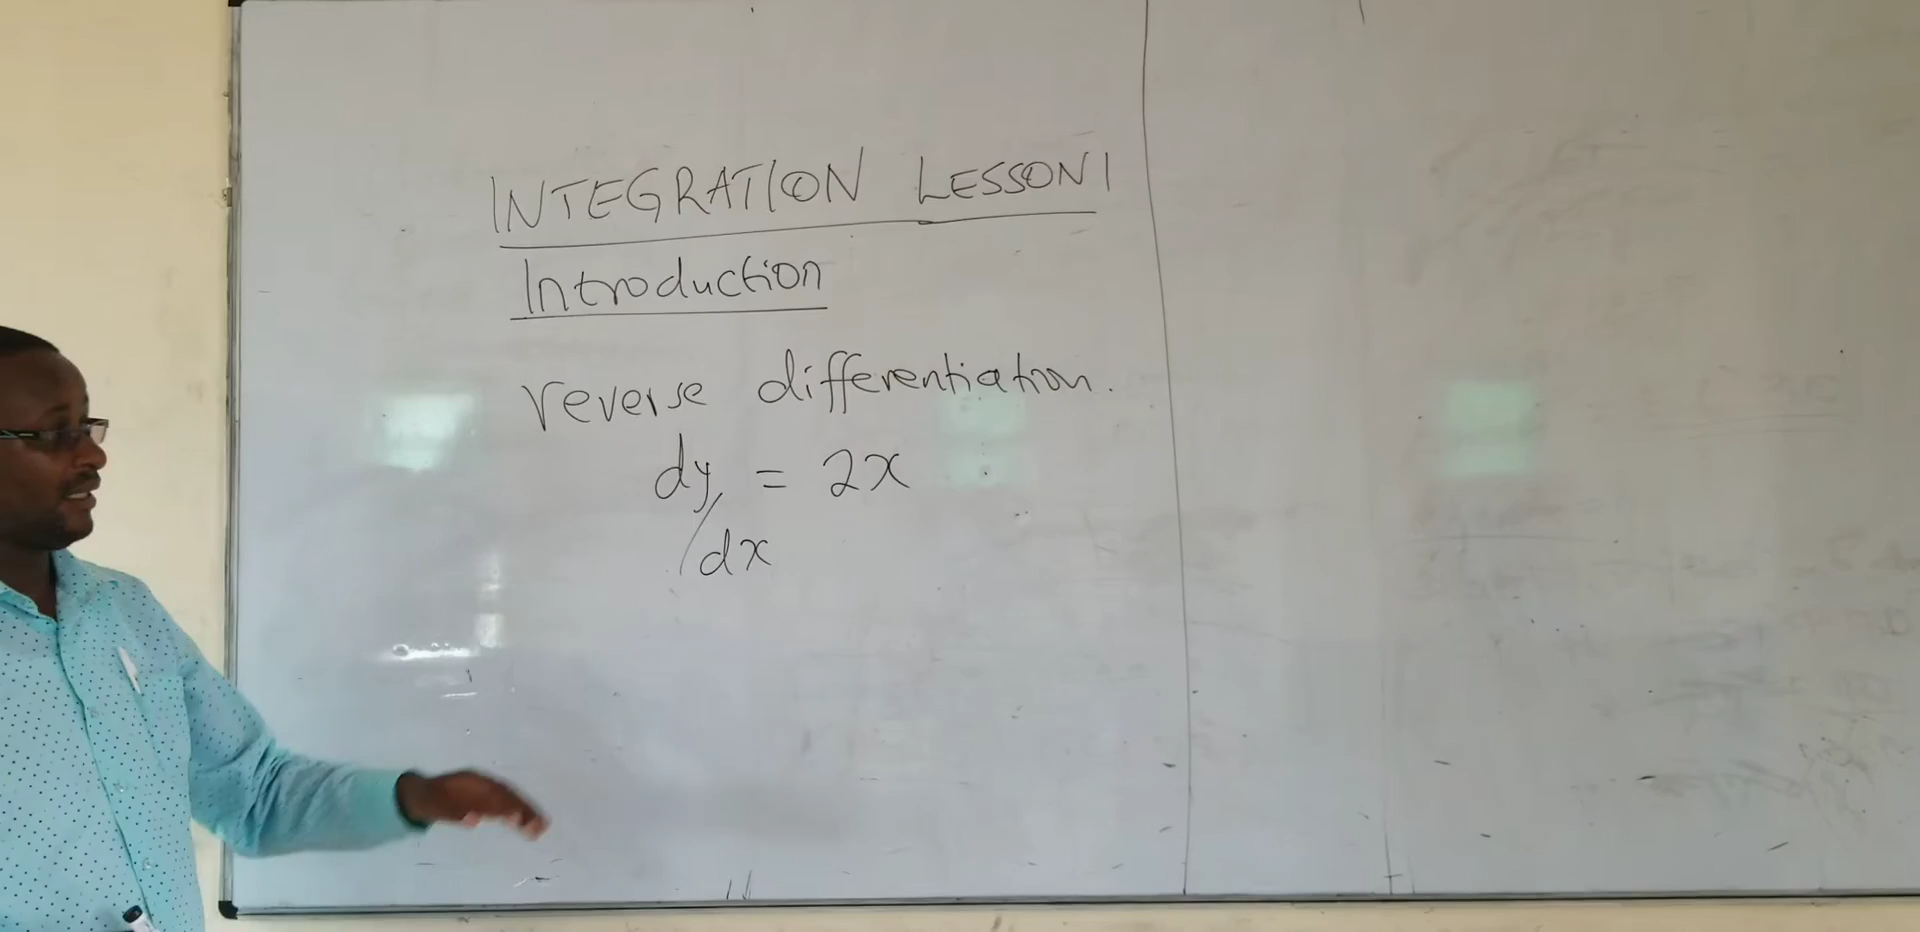 INTEGRATION LESSON 1
Introduction
reverse differentiation.
dy/dx = 2x